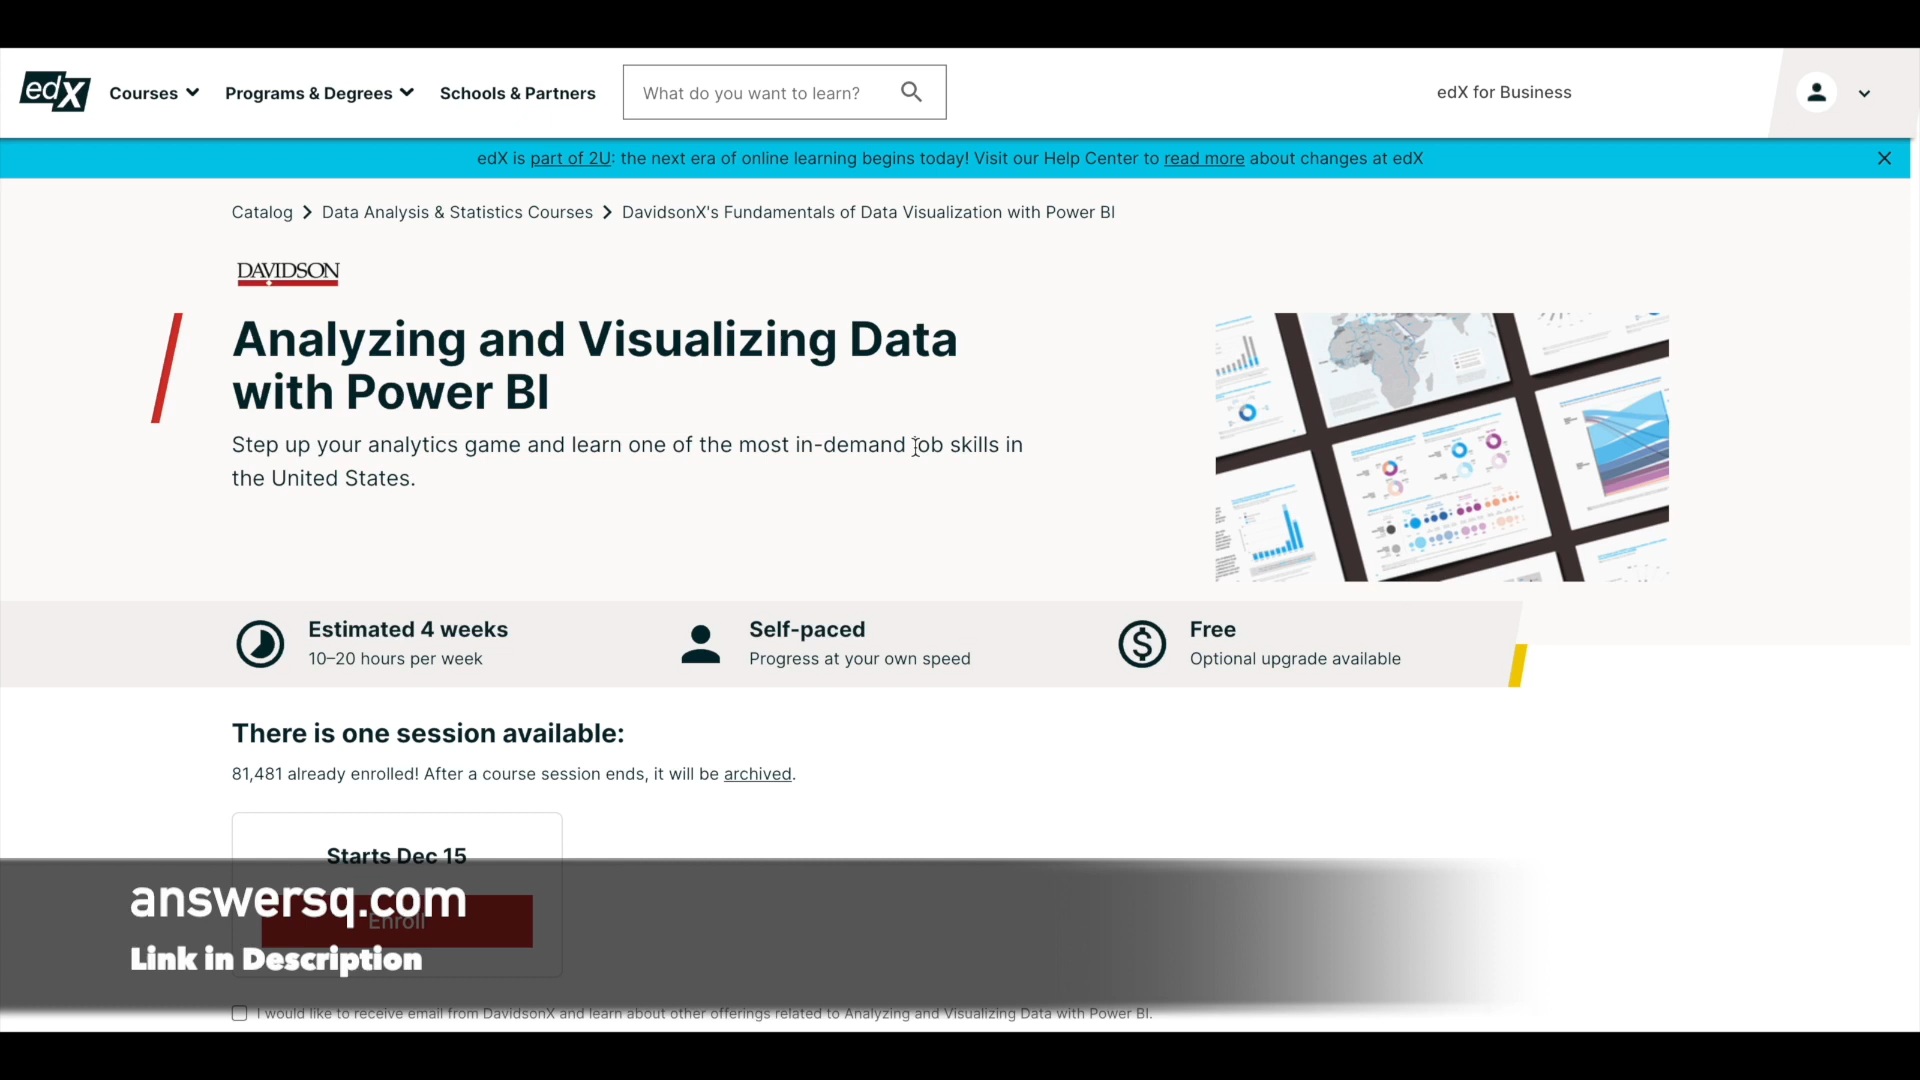 edX Courses Programs & Degrees Schools & Partners What do you want to learn? edX for Business
edX is part of 2U: the next era of online learning begins today! Visit our Help Center to read more about changes at edX
Catalog Data Analysis & Statistics Courses DavidsonX's Fundamentals of Data Visualization with Power BI
DAVIDSON
Analyzing and Visualizing Data
with Power BI
Step up your analytics game and learn one of the most in-demand job skills in
the United States.
Estimated 4 weeks
10–20 hours per week
Self-paced
Progress at your own speed
Free
Optional upgrade available
There is one session available:
81,481 already enrolled! After a course session ends, it will be archived.
Starts Dec 15
answersq.com
Enroll
Link in Description
I would like to receive email from DavidsonX and learn about other offerings related to Analyzing and Visualizing Data with Power BI.